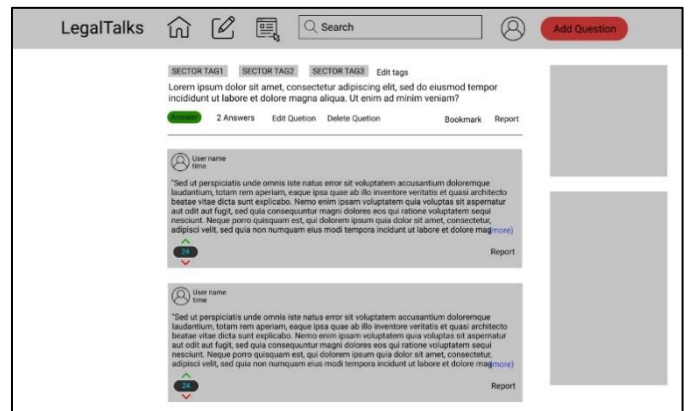 LegalTalks Search Add Question
SECTOR TAG1 SECTOR TAG2 SECTOR TAG3 Edit tags
Lorem ipsum dolor sit amet, consectetur adipiscing elit, sed do eiusmod tempor
incididunt ut labore et dolore magna aliqua. Ut enim ad minim veniam?
Answer 2 Answers Edit Quetion Delete Quetion Bookmark Report
User name
time
"Sed ut perspiciatis unde omnis iste natus error sit voluptatem accusantium doloremque
laudantium, totam rem aperiam, eaque ipsa quae ab illo inventore veritatis et quasi architecto
beatae vitae dicta sunt explicabo. Nemo enim ipsam voluptatem quia voluptas sit aspernatur
aut odit aut fugit, sed quia consequuntur magni dolores eos qui ratione voluptatem sequi
nesciunt. Neque porro quisquam est, qui dolorem ipsum quia dolor sit amet, consectetur,
adipisci velit, sed quia non numquam eius modi tempora incidunt ut labore et dolore mag(more)
24 Report
User name
time
"Sed ut perspiciatis unde omnis iste natus error sit voluptatem accusantium doloremque
laudantium, totam rem aperiam, eaque ipsa quae ab illo inventore veritatis et quasi architecto
beatae vitae dicta sunt explicabo. Nemo enim ipsam voluptatem quia voluptas sit aspernatur
aut odit aut fugit, sed quia consequuntur magni dolores eos qui ratione voluptatem sequi
nesciunt. Neque porro quisquam est, qui dolorem ipsum quia dolor sit amet, consectetur,
adipisci velit, sed quia non numquam eius modi tempora incidunt ut labore et dolore mag(more)
24 Report